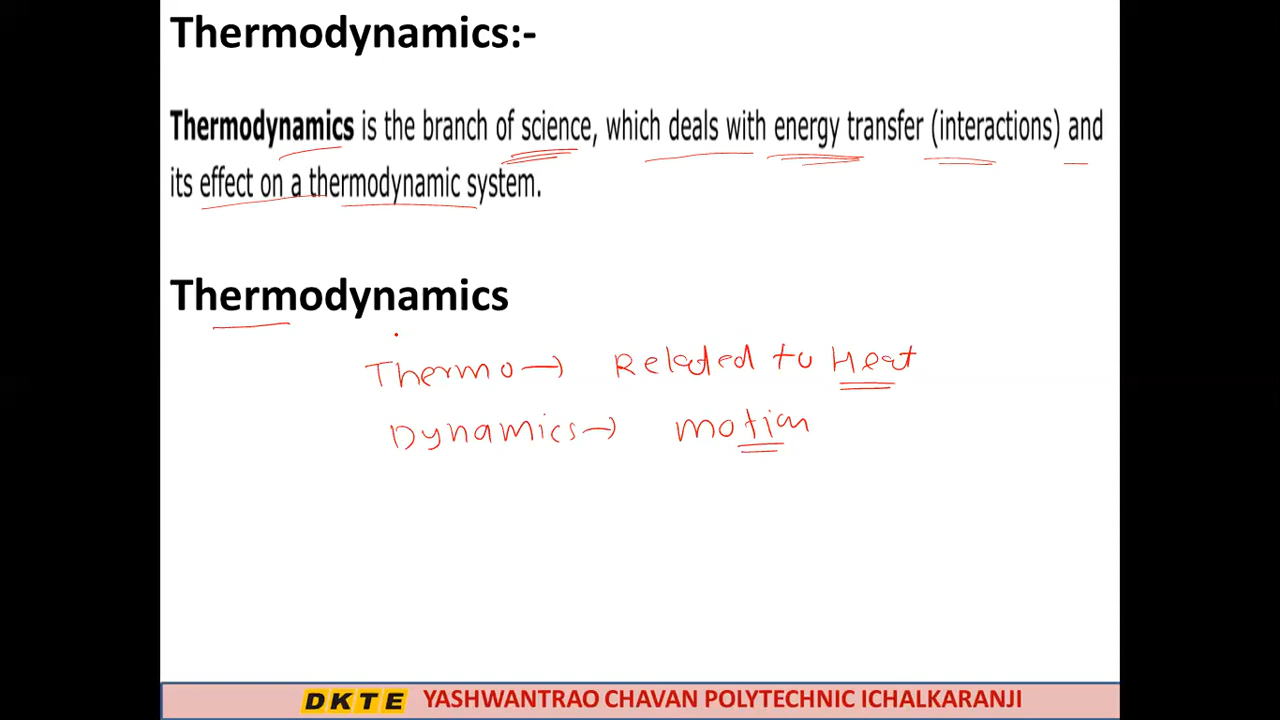 Thermodynamics:-
Thermodynamics is the branch of science, which deals with energy transfer (interactions) and
its effect on a thermodynamic system.
Thermodynamics
Thermo → Related to Heat
Dynamics → motion
DKTE YASHWANTRAO CHAVAN POLYTECHNIC ICHALKARANJI